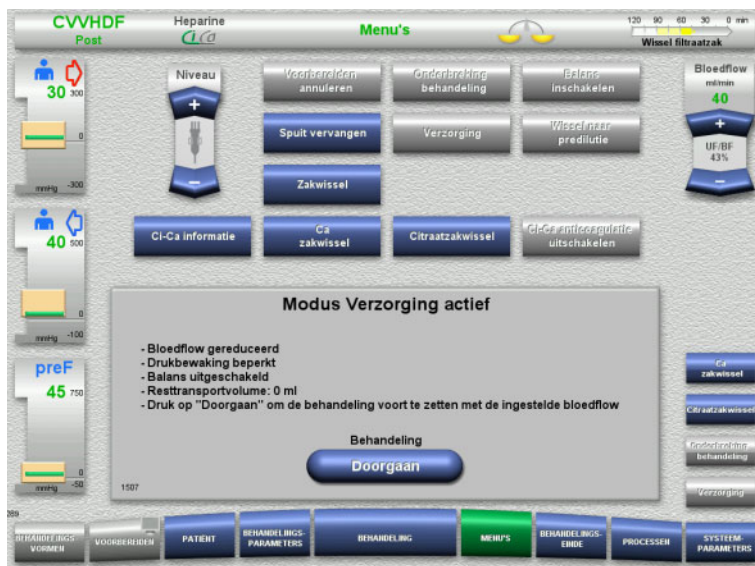 CVVHDF
Post
Heparine
CiCa
Menu's
120 90 60 30 0 min
Wissel filtraatzak
30
300
0
mmHg -300
40
500
0
mmHg -100
preF
45
750
0
mmHg -50
Niveau
+
−
Voorbereiden
annuleren
Onderbreking
behandeling
Balans
inschakelen
Spuit vervangen
Verzorging
Wissel naar
predilutie
Zakwissel
Ci-Ca informatie
Ca
zakwissel
Citraatzakwissel
Ci-Ca anticoagulatie
uitschakelen
Bloedflow
ml/min
40
+
UF/BF
43%
−
Modus Verzorging actief
- Bloedflow gereduceerd
- Drukbewaking beperkt
- Balans uitgeschakeld
- Resttransportvolume: 0 ml
- Druk op "Doorgaan" om de behandeling voort te zetten met de ingestelde bloedflow
Behandeling
Doorgaan
1507
Ca
zakwissel
Citraatzakwissel
Onderbreking
behandeling
Verzorging
BEHANDELINGS-
VORMEN
VOORBEREIDEN
PATIËNT
BEHANDELINGS-
PARAMETERS
BEHANDELING
MENU'S
BEHANDELINGS-
EINDE
PROCESSEN
SYSTEEM-
PARAMETERS